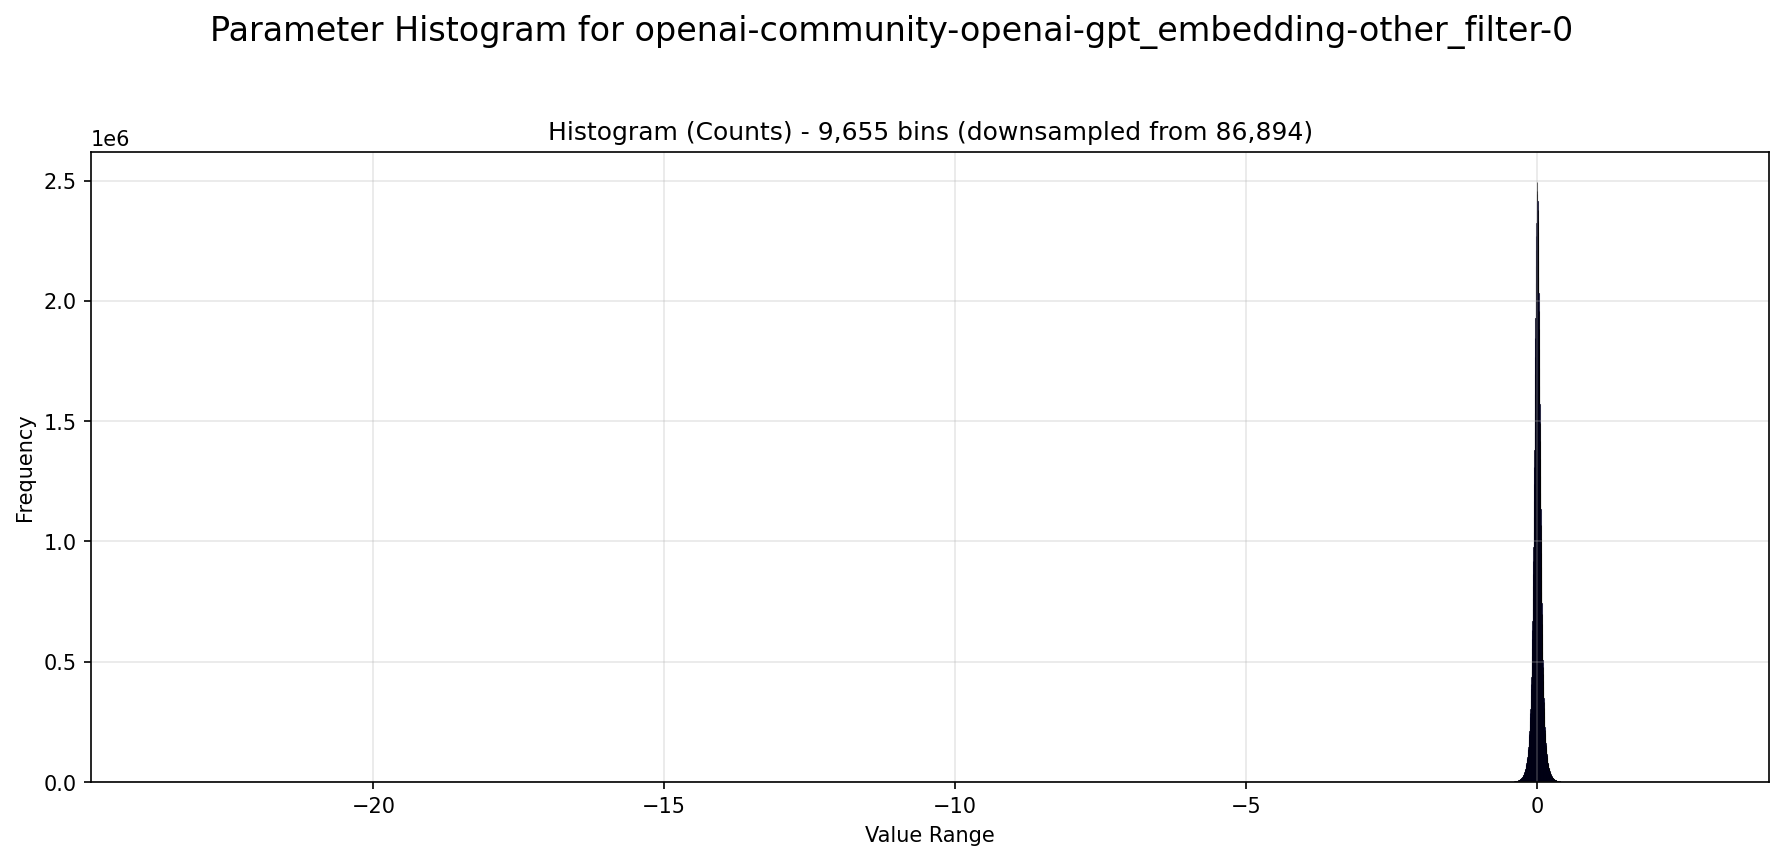 Parameter Histogram for openai-community-openai-gpt_embedding-other_filter-0
Histogram (Counts) - 9,655 bins (downsampled from 86,894)
1e6
2.5
2.0
1.5
1.0
0.5
0.0
Frequency
−20
−15
−10
−5
0
Value Range